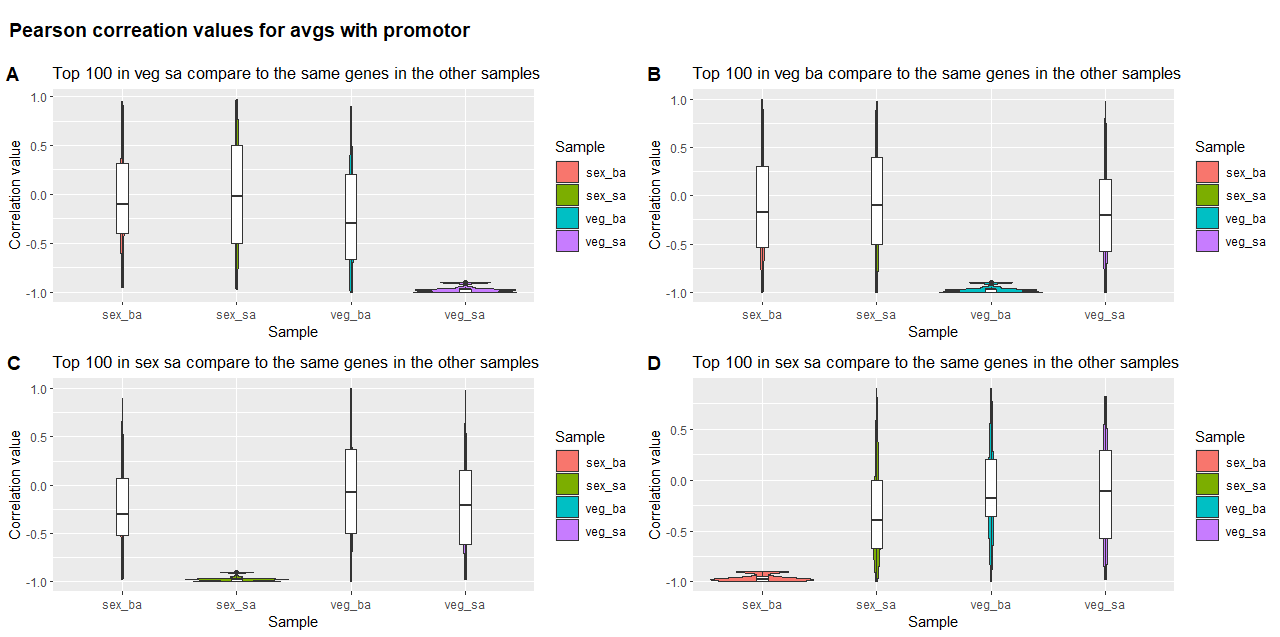 Pearson correation values for avgs with promotor
A
Top 100 in veg sa compare to the same genes in the other samples
Correlation value
1.0
0.5
0.0
-0.5
-1.0
sex_ba
sex_sa
veg_ba
veg_sa
Sample
Sample
sex_ba
sex_sa
veg_ba
veg_sa
B
Top 100 in veg ba compare to the same genes in the other samples
Correlation value
1.0
0.5
0.0
-0.5
-1.0
sex_ba
sex_sa
veg_ba
veg_sa
Sample
Sample
sex_ba
sex_sa
veg_ba
veg_sa
C
Top 100 in sex sa compare to the same genes in the other samples
Correlation value
1.0
0.5
0.0
-0.5
-1.0
sex_ba
sex_sa
veg_ba
veg_sa
Sample
Sample
sex_ba
sex_sa
veg_ba
veg_sa
D
Top 100 in sex sa compare to the same genes in the other samples
Correlation value
0.5
0.0
-0.5
-1.0
sex_ba
sex_sa
veg_ba
veg_sa
Sample
Sample
sex_ba
sex_sa
veg_ba
veg_sa